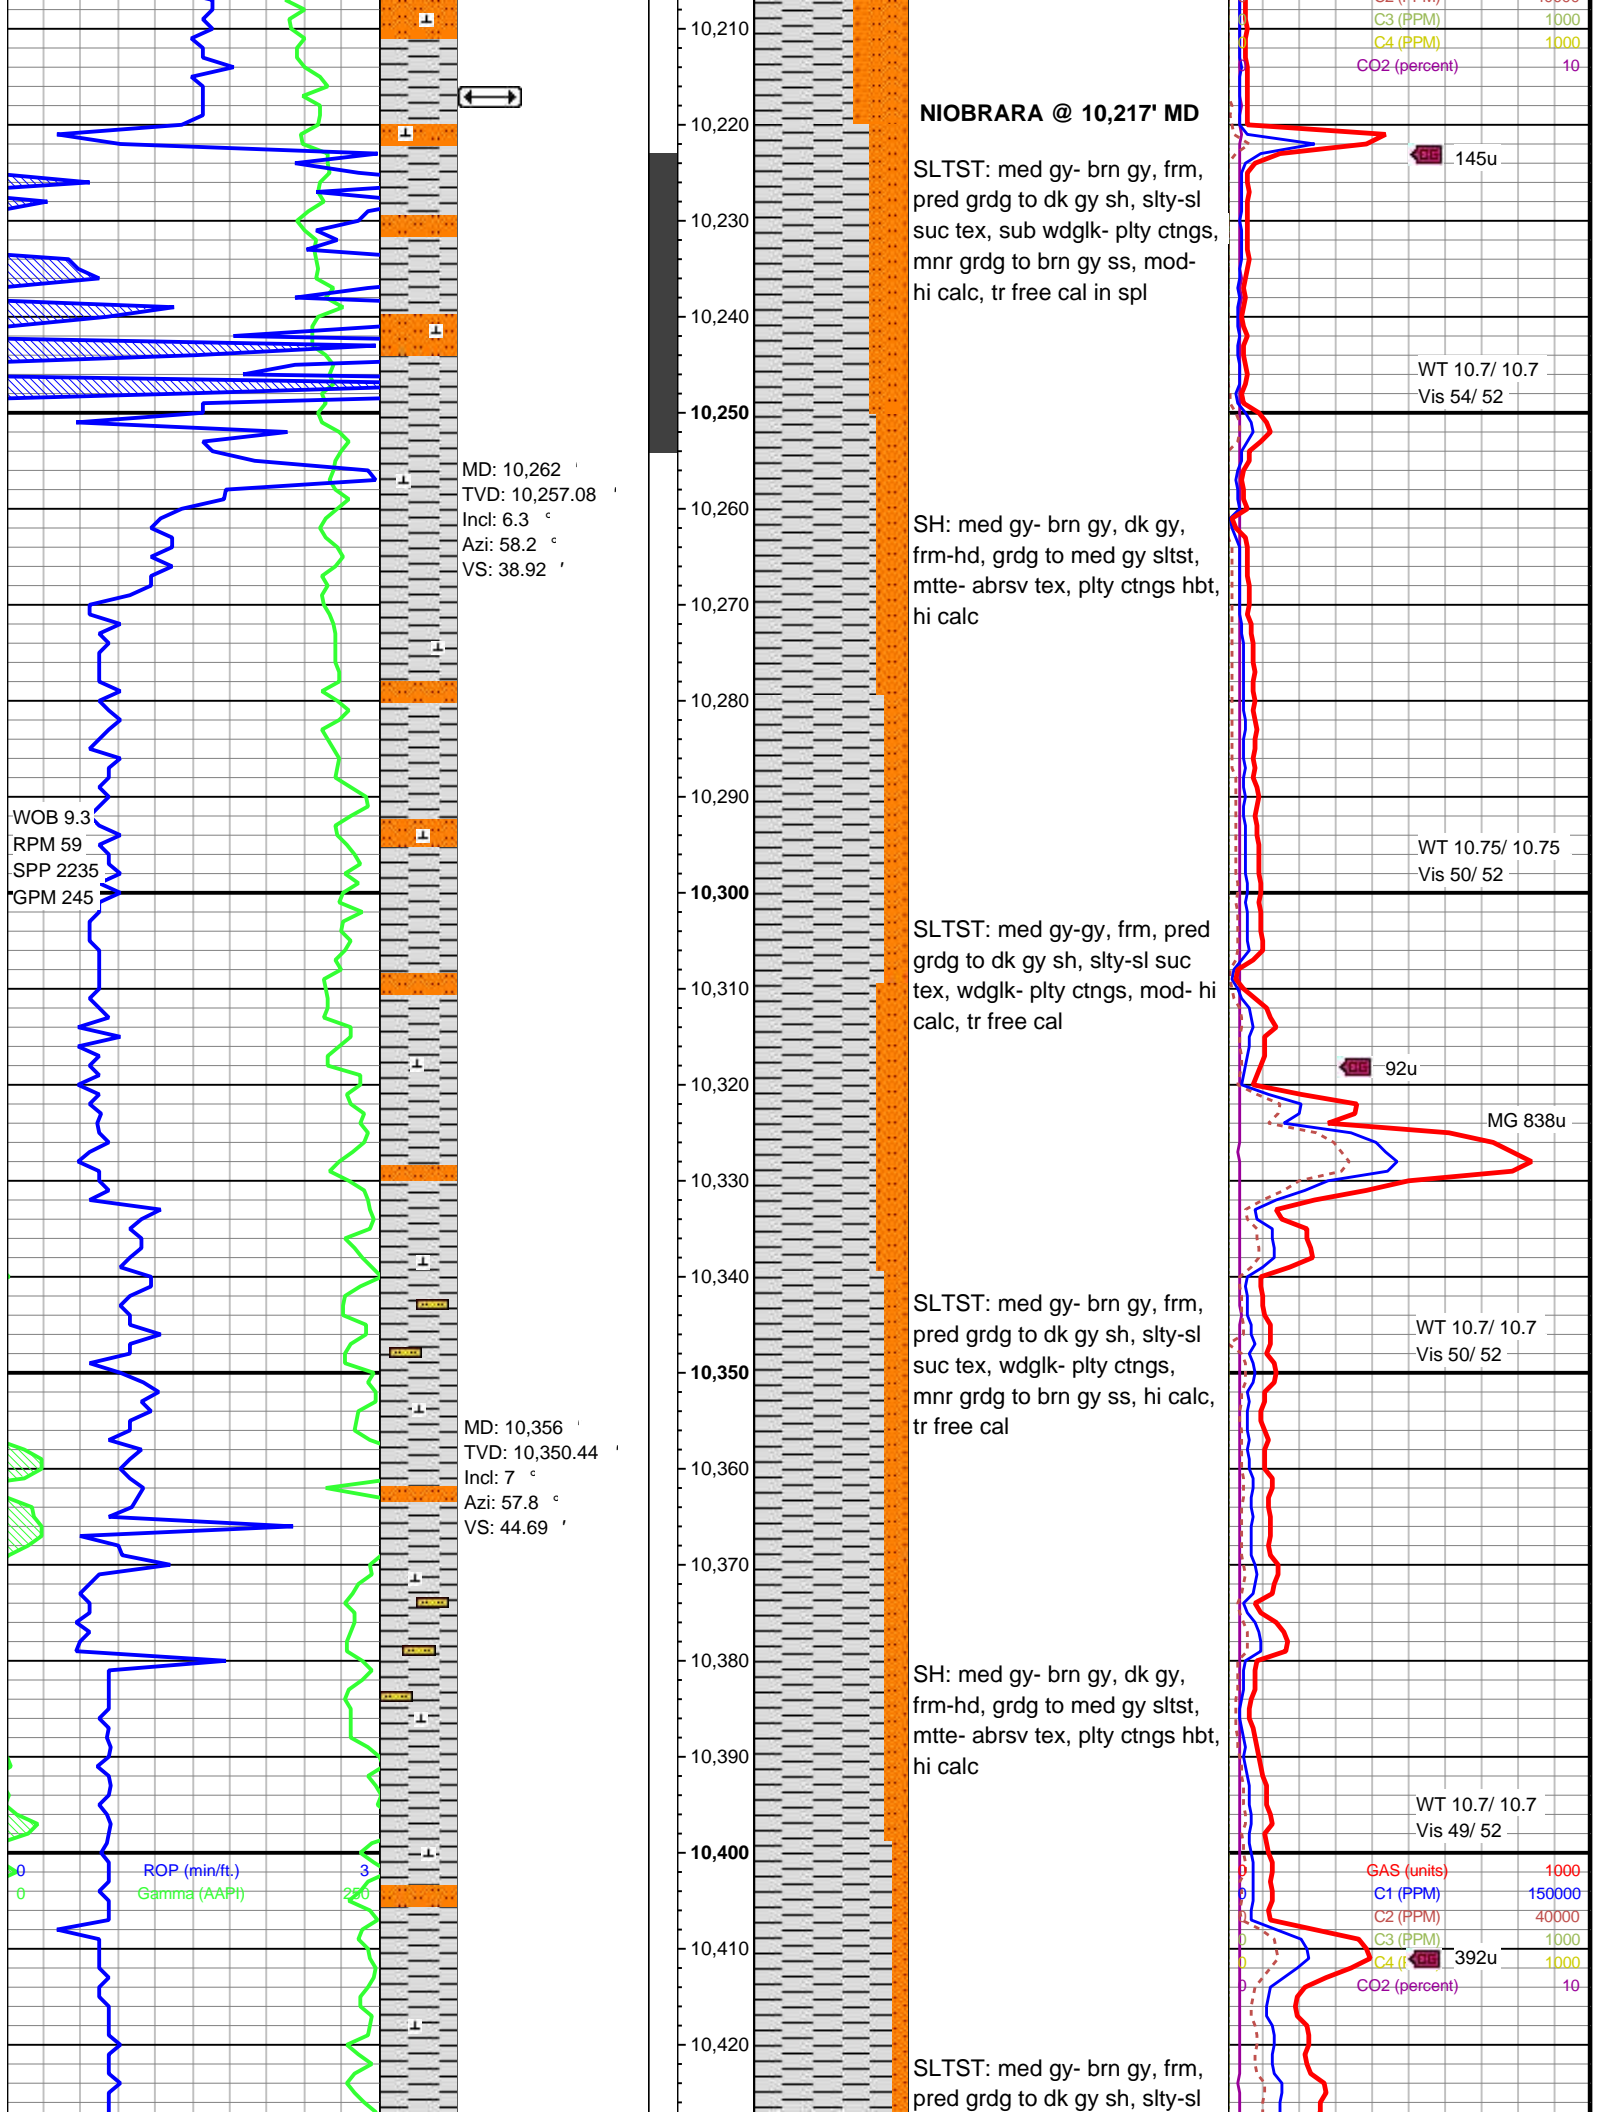 C3 (PPM) 1000
0 C4 (PPM) 1000
CO2 (percent) 10
10,210
NIOBRARA @ 10,217' MD
10,220
CG 145u
SLTST: med gy- brn gy, frm,
pred grdg to dk gy sh, slty-sl
suc tex, sub wdglk- plty ctngs,
mnr grdg to brn gy ss, mod-
hi calc, tr free cal in spl
10,230
10,240
WT 10.7/ 10.7
Vis 54/ 52
10,250
MD: 10,262 '
TVD: 10,257.08 '
Incl: 6.3 °
Azi: 58.2 °
VS: 38.92 '
10,260
SH: med gy- brn gy, dk gy,
frm-hd, grdg to med gy sltst,
mtte- abrsv tex, plty ctngs hbt,
hi calc
10,270
10,280
10,290
WOB 9.3
RPM 59
SPP 2235
GPM 245
WT 10.75/ 10.75
Vis 50/ 52
10,300
SLTST: med gy-gy, frm, pred
grdg to dk gy sh, slty-sl suc
tex, wdglk- plty ctngs, mod- hi
calc, tr free cal
10,310
CG 92u
10,320
MG 838u
10,330
10,340
SLTST: med gy- brn gy, frm,
pred grdg to dk gy sh, slty-sl
suc tex, wdglk- plty ctngs,
mnr grdg to brn gy ss, hi calc,
tr free cal
WT 10.7/ 10.7
Vis 50/ 52
10,350
MD: 10,356 '
TVD: 10,350.44 '
Incl: 7 °
Azi: 57.8 °
VS: 44.69 '
10,360
10,370
10,380
SH: med gy- brn gy, dk gy,
frm-hd, grdg to med gy sltst,
mtte- abrsv tex, plty ctngs hbt,
hi calc
10,390
WT 10.7/ 10.7
Vis 49/ 52
10,400
0 ROP (min/ft.) 3
0 Gamma (AAPI) 250
0 GAS (units) 1000
0 C1 (PPM) 150000
0 C2 (PPM) 40000
0 C3 (PPM) 1000
0 C4 1000
CO2 (percent) 10
10,410
CG 392u
10,420
SLTST: med gy- brn gy, frm,
pred grdg to dk gy sh, slty-sl